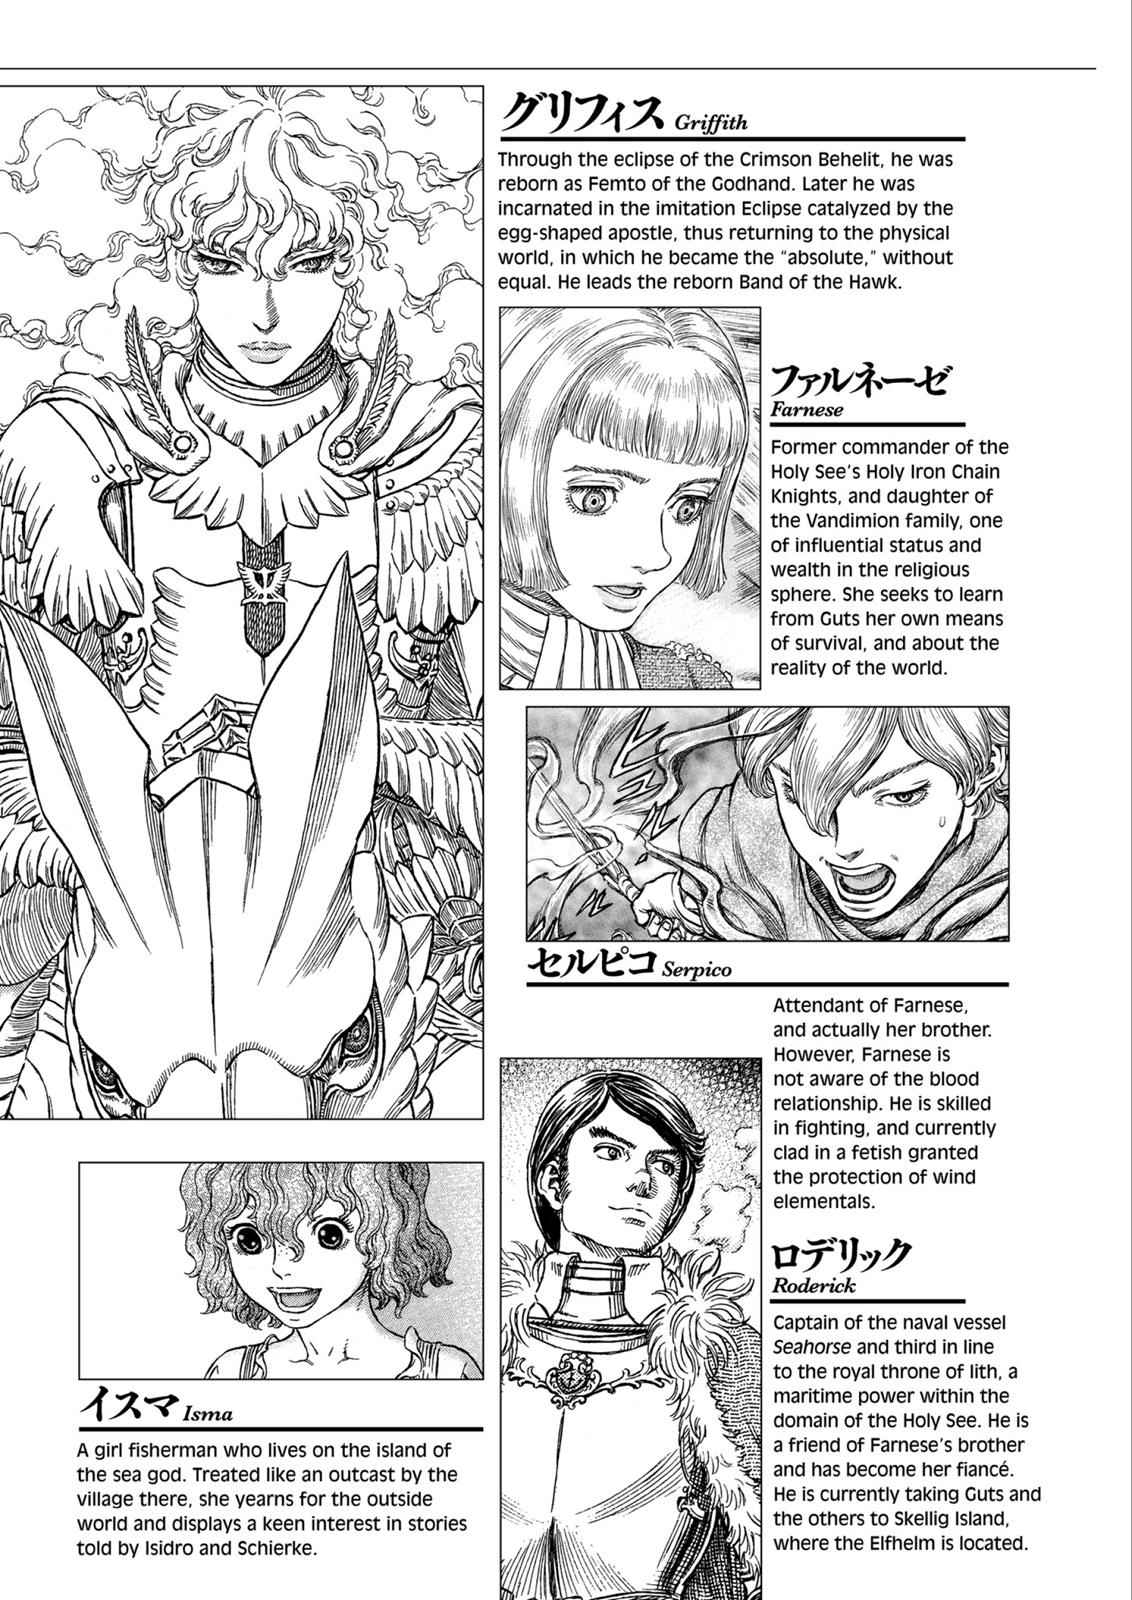 グリフィス Griffith
Through the eclipse of the Crimson Behelit, he was
reborn as Femto of the Godhand. Later he was
incarnated in the imitation Eclipse catalyzed by the
egg-shaped apostle, thus returning to the physical
world, in which he became the “absolute,” without
equal. He leads the reborn Band of the Hawk.
ファルネーゼ
Farnese
Former commander of the
Holy See’s Holy Iron Chain
Knights, and daughter of
the Vandimion family, one
of influential status and
wealth in the religious
sphere. She seeks to learn
from Guts her own means
of survival, and about the
reality of the world.
セルピコ Serpico
Attendant of Farnese,
and actually her brother.
However, Farnese is
not aware of the blood
relationship. He is skilled
in fighting, and currently
clad in a fetish granted
the protection of wind
elementals.
ロデリック
Roderick
Captain of the naval vessel
Seahorse and third in line
to the royal throne of Iith, a
maritime power within the
domain of the Holy See. He is
a friend of Farnese’s brother
and has become her fiancé.
He is currently taking Guts and
the others to Skellig Island,
where the Elfhelm is located.
イスマ Isma
A girl fisherman who lives on the island of
the sea god. Treated like an outcast by the
village there, she yearns for the outside
world and displays a keen interest in stories
told by Isidro and Schierke.